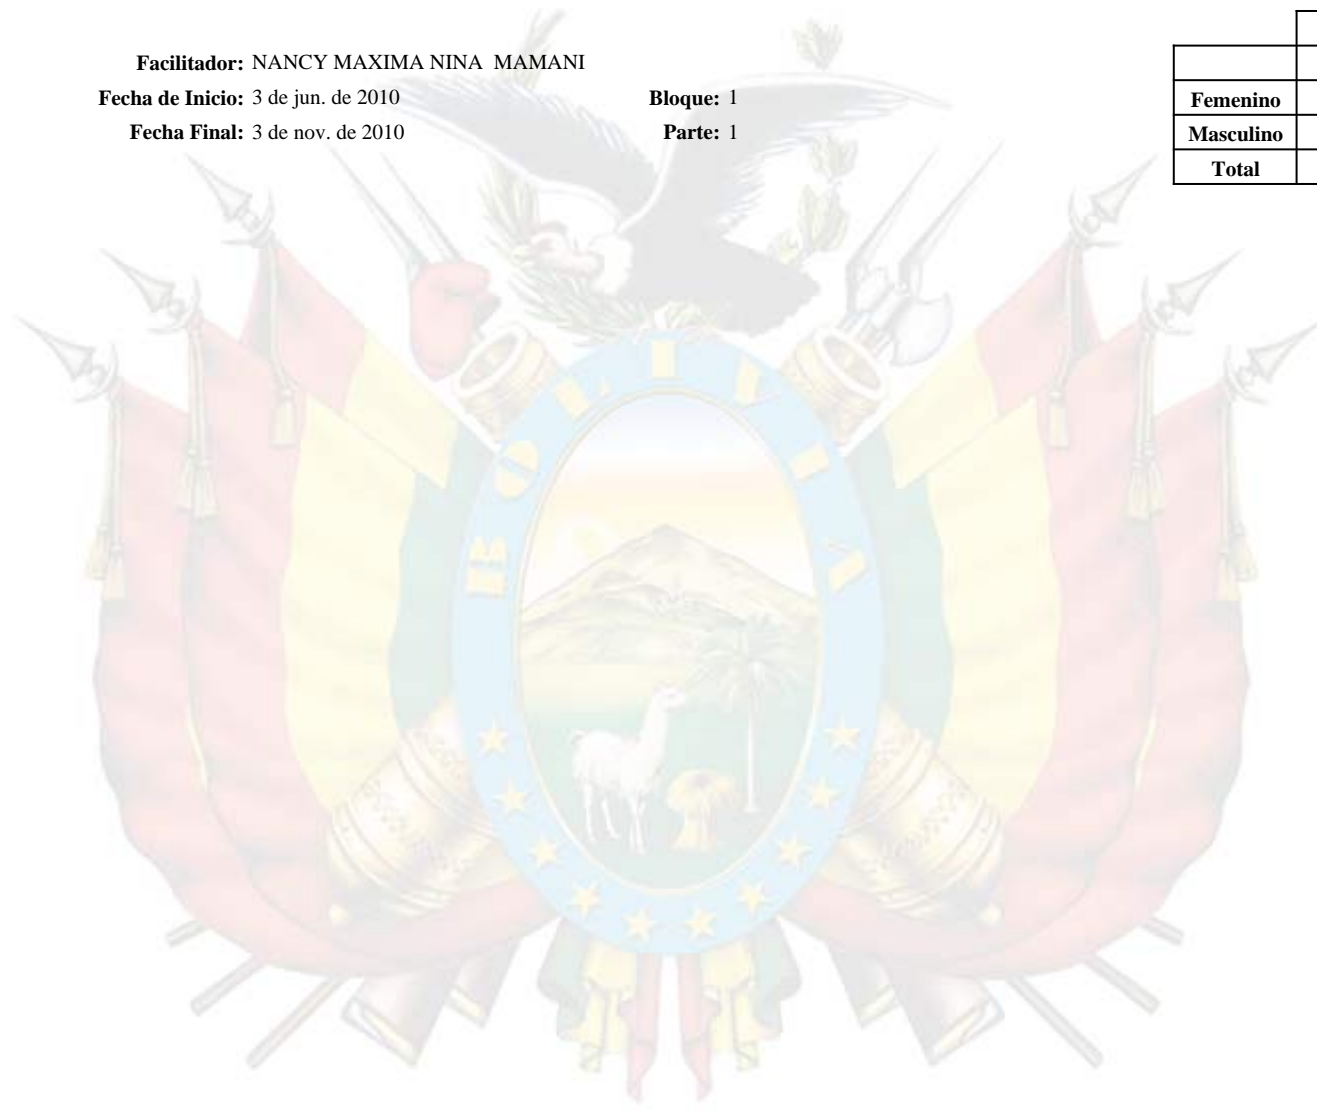 Facilitador: NANCY MAXIMA NINA MAMANI
Fecha de Inicio: 3 de jun. de 2010 Bloque: 1
Fecha Final: 3 de nov. de 2010 Parte: 1
Femenino
Masculino
Total
BOLIVIA